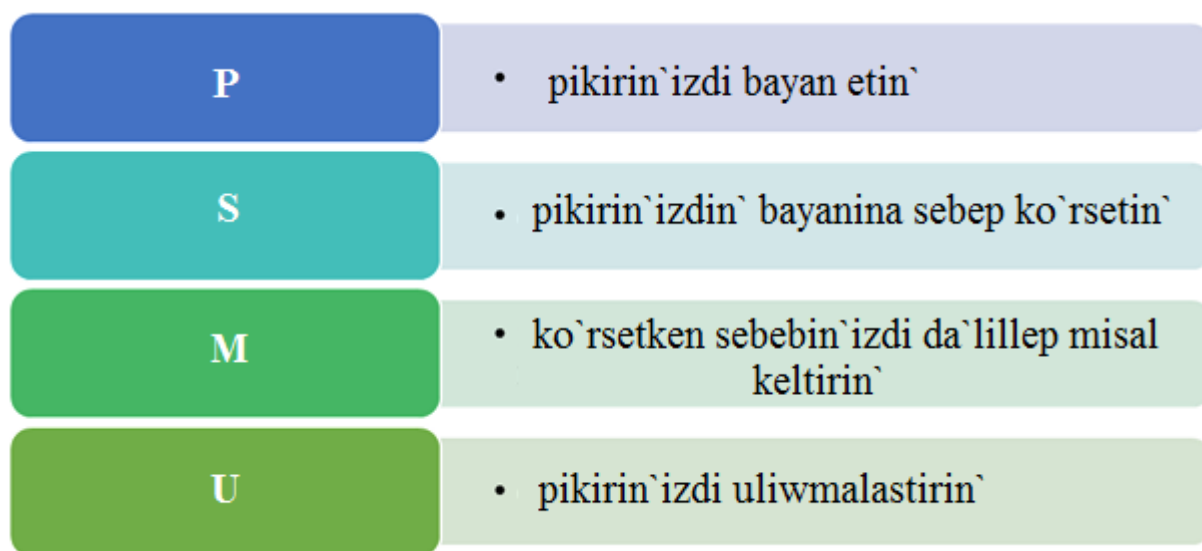 P
• pikirin`izdi bayan etin`
S
• pikirin`izdin` bayanina sebep ko`rsetin`
M
• ko`rsetken sebebin`izdi da`lillep misal
keltirin`
U
• pikirin`izdi uliwmalastirin`